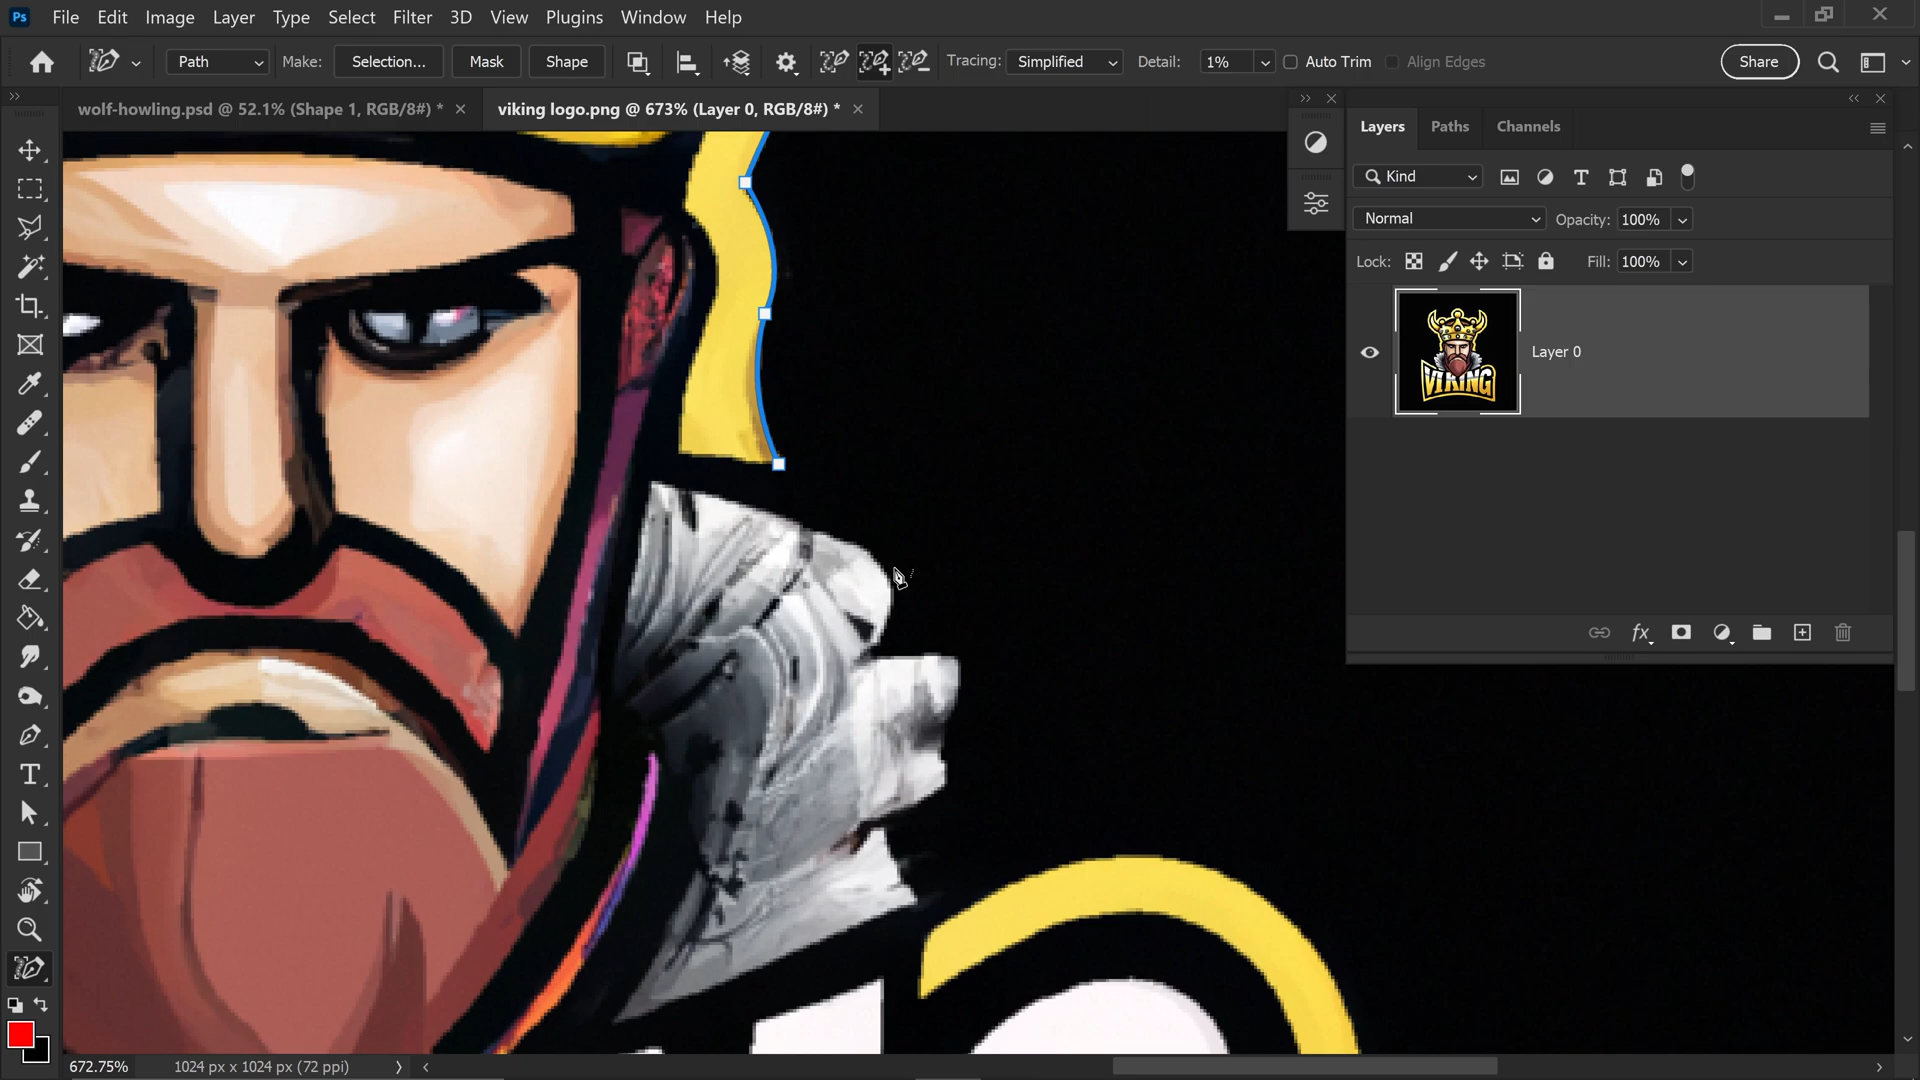 Ps File Edit Image Layer Select Type Filter 3D View Plugins Window Help
Path Make: Selection... Mask Shape Tracing: Simplified Detail: 1% Auto Trim Align Edges Share
wolf-howling.psd @ 52.1% (Shape 1, RGB/8#) * viking logo.png @ 673% (Layer 0, RGB/8#) *
Layers Paths Channels
Kind
Normal Opacity: 100%
Lock: Fill: 100%
VIKING
Layer 0
fx
672.75% 1024 px x 1024 px (72 ppi)